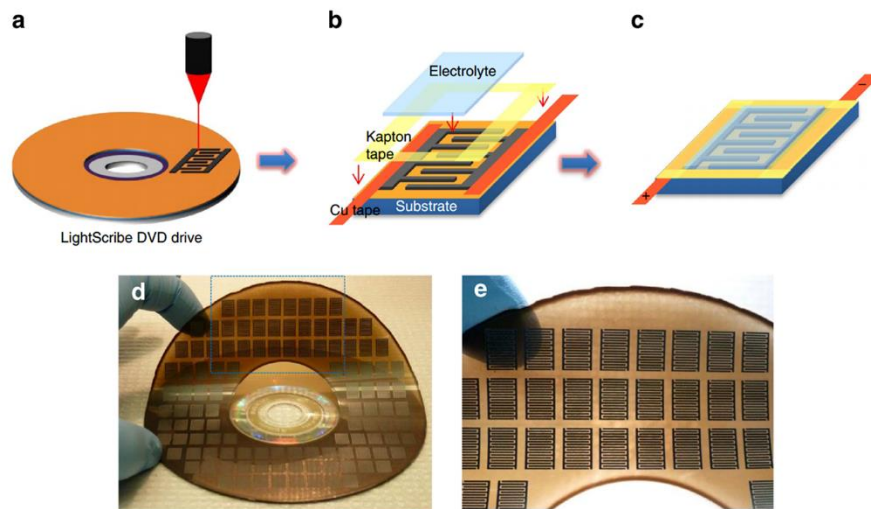 a
b
c
Electrolyte
Kapton
tape
Cu tape
Substrate
+
−
LightScribe DVD drive
d
e